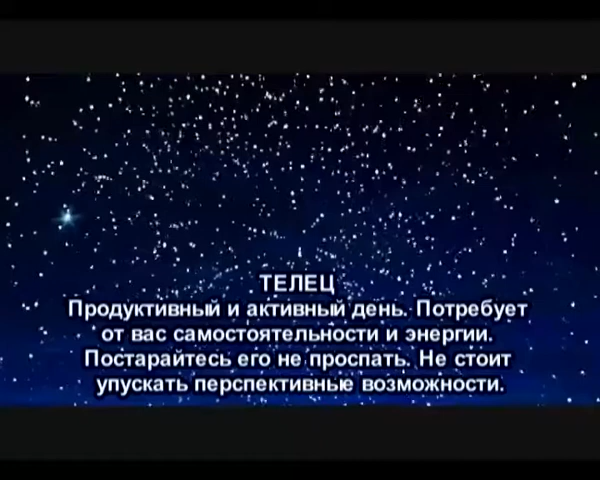 ТЕЛЕЦ
Продуктивный и активный день. Потребует
от вас самостоятельности и энергии.
Постарайтесь его не проспать. Не стоит
упускать перспективные возможности.